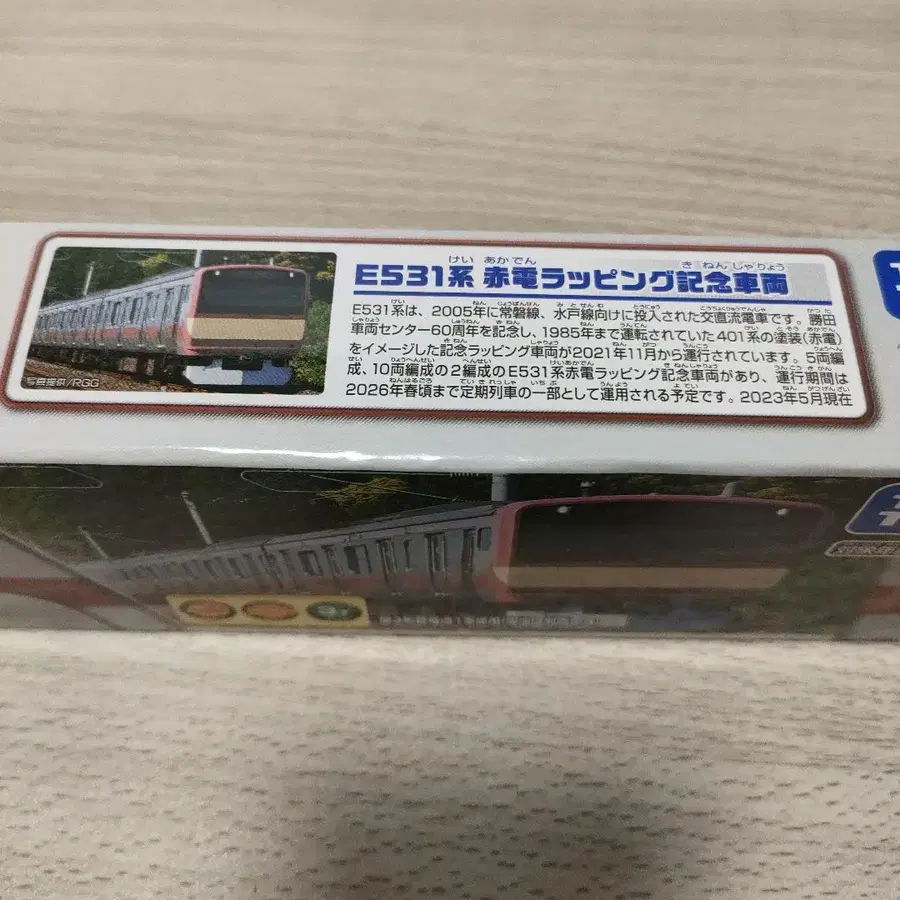 E531系 赤電ラッピング記念車両
E531系は、2005年に常磐線、水戸線向けに投入された交直流電車です。勝田
車両センター60周年を記念し、1985年まで運転されていた401系の塗装(赤電)
をイメージした記念ラッピング車両が2021年11月から運行されています。5両編
成、10両編成の2編成のE531系赤電ラッピング記念車両があり、運行期間は
2026年春頃まで定期列車の一部として運用される予定です。2023年5月現在
写真提供/RGG